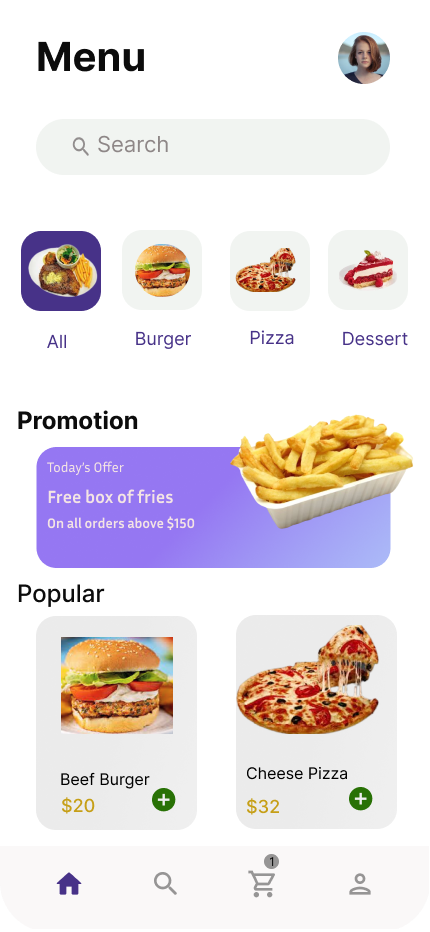 Menu
Search
All
Burger
Pizza
Dessert
Promotion
Today's Offer
Free box of fries
On all orders above $150
Popular
Beef Burger
$20
Cheese Pizza
$32
1